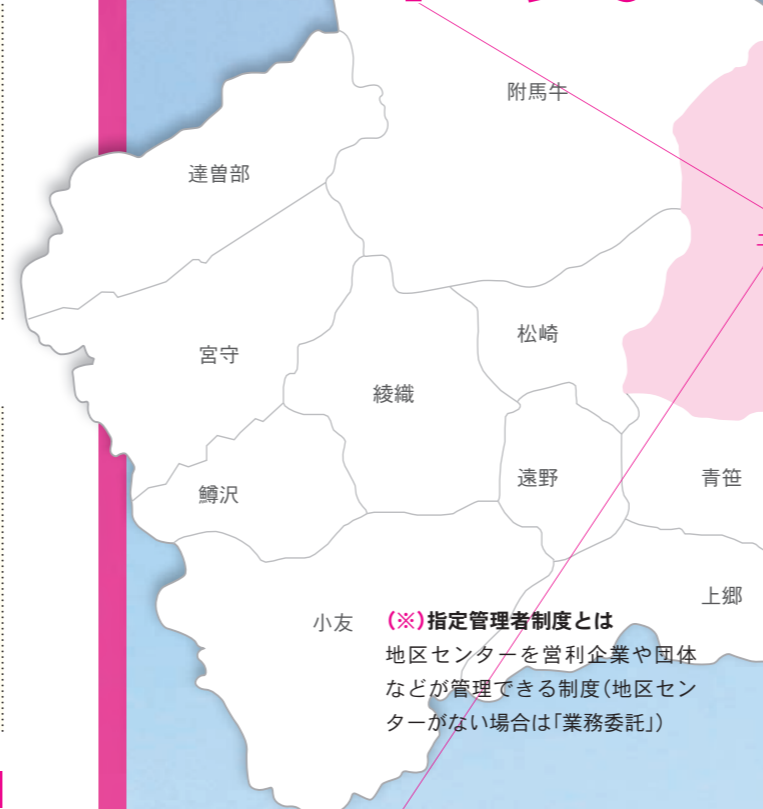 附馬牛
達曽部
松崎
宮守
綾織
遠野
青笹
鱒沢
上郷
小友
(※)指定管理者制度とは
地区センターを営利企業や団体
などが管理できる制度(地区セン
ターがない場合は「業務委託」)